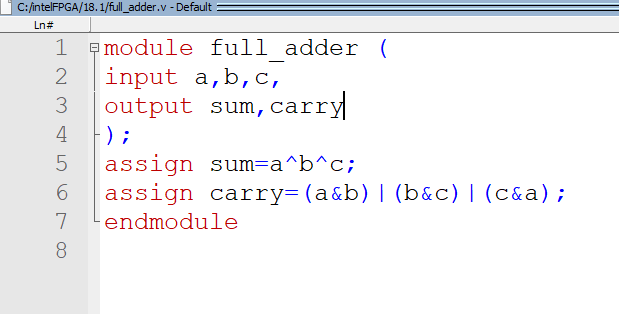 C:/intelFPGA/18.1/full_adder.v - Default
Ln#
1 module full_adder (
2 input a,b,c,
3 output sum,carry
4 );
5 assign sum=a^b^c;
6 assign carry=(a&b)|(b&c)|(c&a);
7 endmodule
8